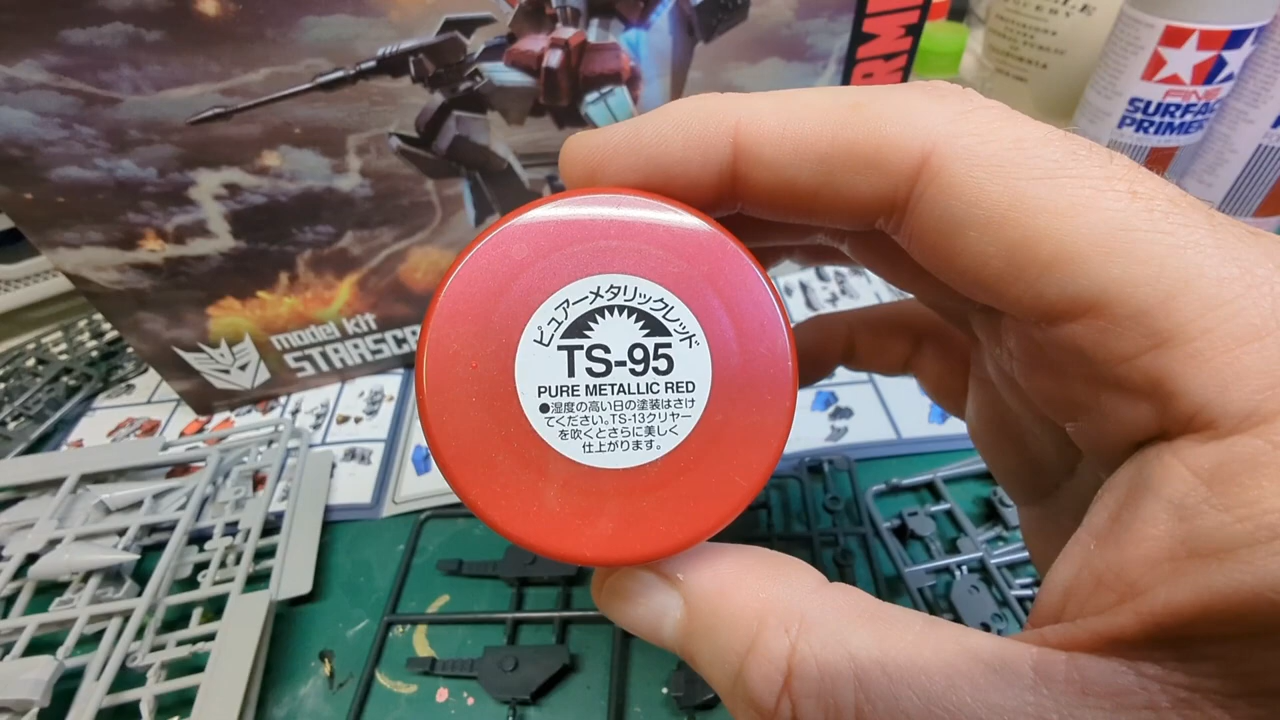 RMI
FINE
SURFAC
PRIMER
model kit
STARSC
ピュアーメタリックレッド
TS-95
PURE METALLIC RED
●湿度の高い日の塗装はさけ
てください。TS-13クリヤー
を吹くとさらに美しく
仕上がります。